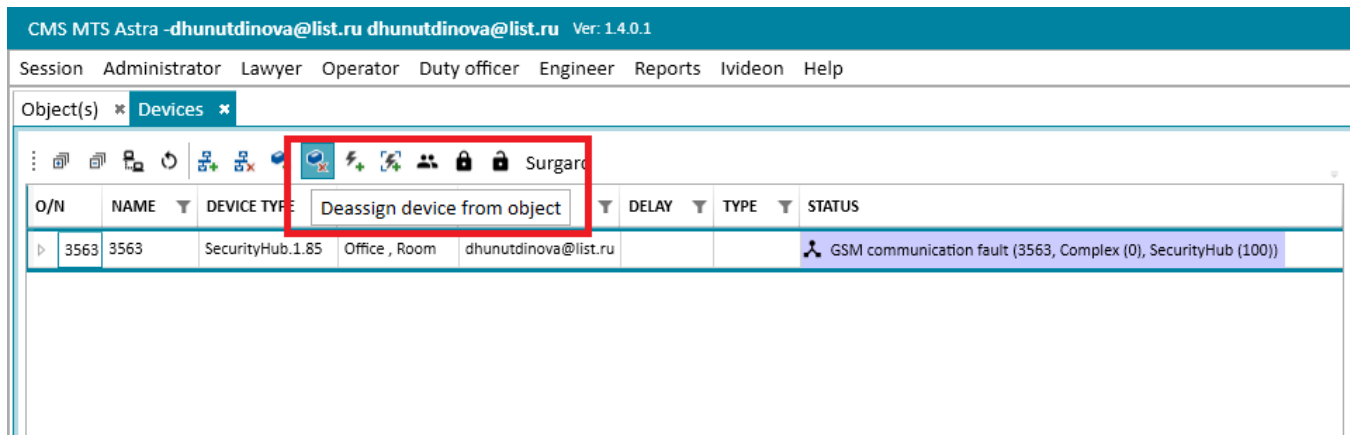 CMS MTS Astra -dhunutdinova@list.ru dhunutdinova@list.ru Ver: 1.4.0.1
Session Administrator Lawyer Operator Duty officer Engineer Reports Ivideon Help
Object(s) Devices
Surgard
O/N NAME DEVICE TYPE Deassign device from object DELAY TYPE STATUS
3563 3563 SecurityHub.1.85 Office , Room dhunutdinova@list.ru GSM communication fault (3563, Complex (0), SecurityHub (100))